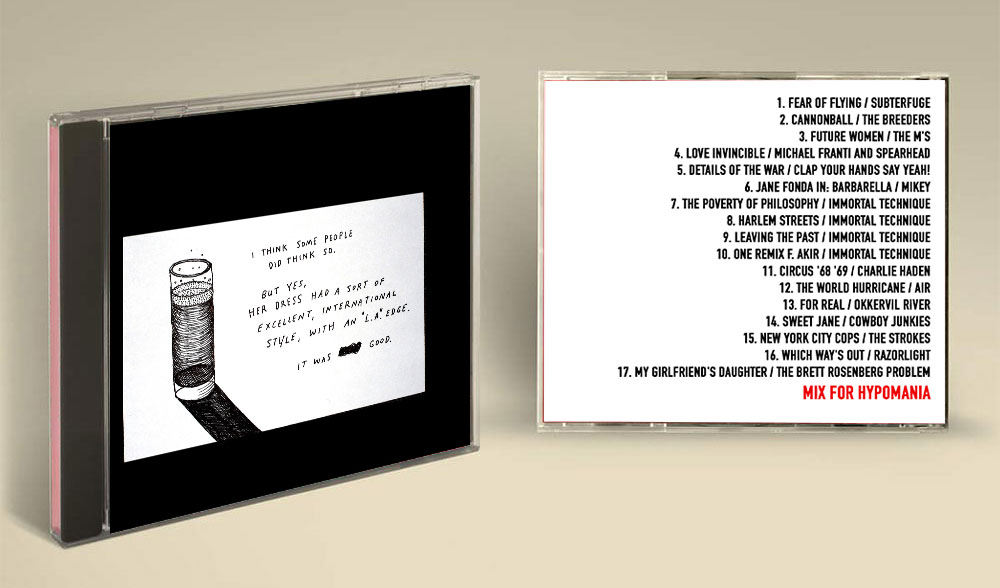 I THINK SOME PEOPLE
DID THINK SO.
BUT YES,
HER DRESS HAD A SORT OF
EXCELLENT, INTERNATIONAL
STYLE, WITH AN "L.A." EDGE.
IT WAS GOOD.
1. FEAR OF FLYING / SUBTERFUGE
2. CANNONBALL / THE BREEDERS
3. FUTURE WOMEN / THE M'S
4. LOVE INVINCIBLE / MICHAEL FRANTI AND SPEARHEAD
5. DETAILS OF THE WAR / CLAP YOUR HANDS SAY YEAH!
6. JANE FONDA IN: BARBARELLA / MIKEY
7. THE POVERTY OF PHILOSOPHY / IMMORTAL TECHNIQUE
8. HARLEM STREETS / IMMORTAL TECHNIQUE
9. LEAVING THE PAST / IMMORTAL TECHNIQUE
10. ONE REMIX F. AKIR / IMMORTAL TECHNIQUE
11. CIRCUS '68 '69 / CHARLIE HADEN
12. THE WORLD HURRICANE / AIR
13. FOR REAL / OKKERVIL RIVER
14. SWEET JANE / COWBOY JUNKIES
15. NEW YORK CITY COPS / THE STROKES
16. WHICH WAY'S OUT / RAZORLIGHT
17. MY GIRLFRIEND'S DAUGHTER / THE BRETT ROSENBERG PROBLEM
MIX FOR HYPOMANIA